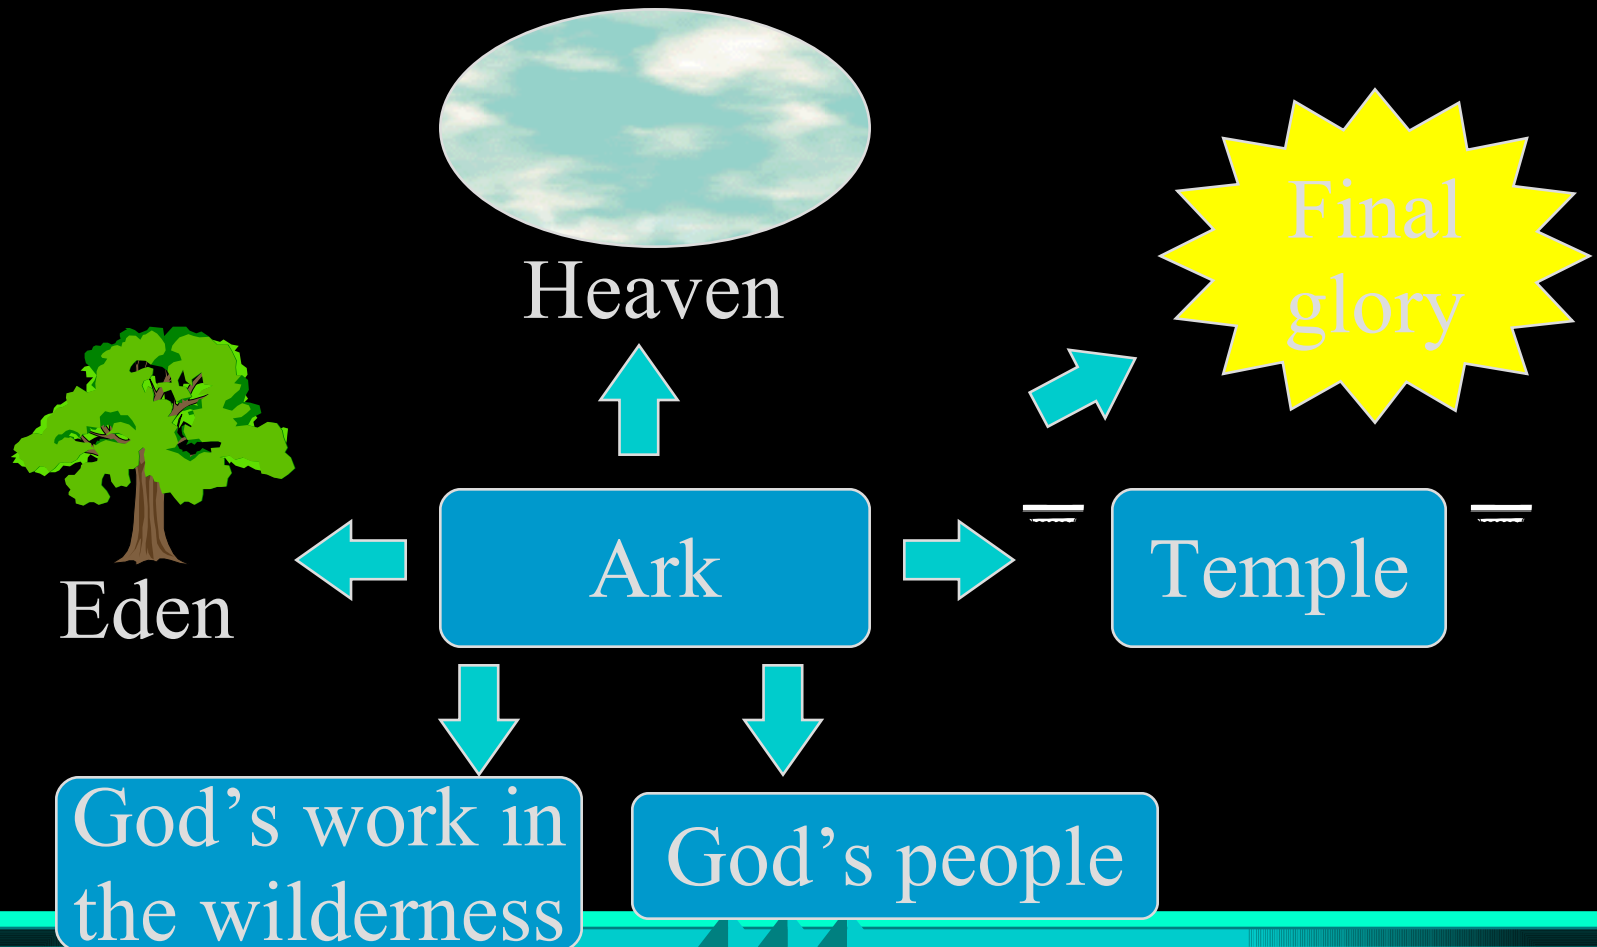 Heaven
Final
glory
Eden
Ark
Temple
God’s work in
the wilderness
God’s people